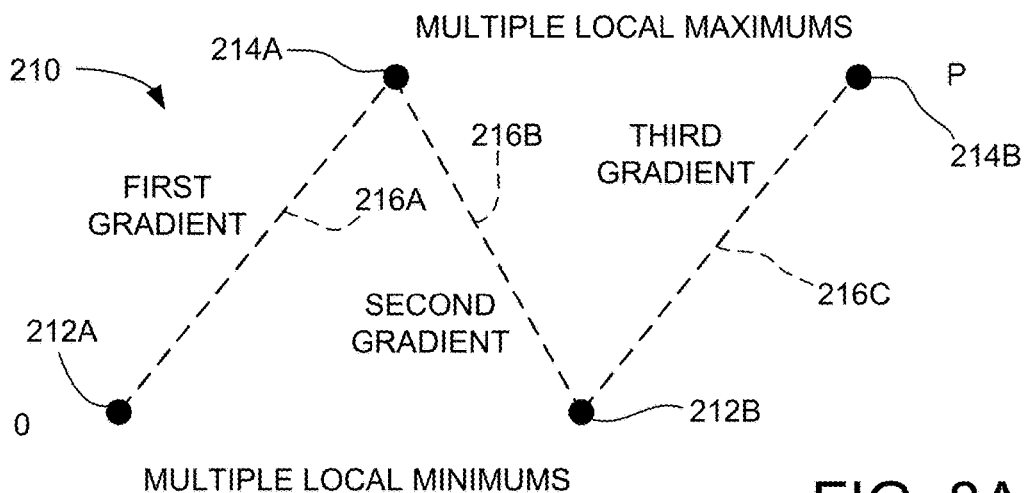 MULTIPLE LOCAL MAXIMUMS
214A
210
P
216B
THIRD
GRADIENT
214B
FIRST
GRADIENT
216A
216C
SECOND
GRADIENT
212A
212B
0
MULTIPLE LOCAL MINIMUMS